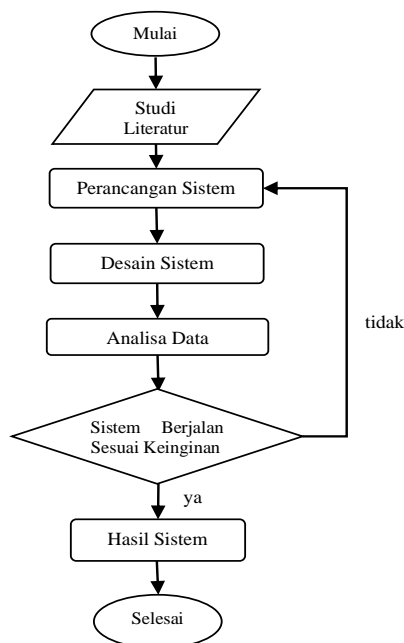 Mulai
Studi
Literatur
Perancangan Sistem
Desain Sistem
Analisa Data
tidak
Sistem Berjalan
Sesuai Keinginan
ya
Hasil Sistem
Selesai